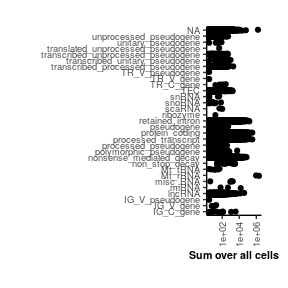 NA
unprocessed_pseudogene
unitary_pseudogene
translated_unprocessed_pseudogene
transcribed_unprocessed_pseudogene
transcribed_unitary_pseudogene
transcribed_processed_pseudogene
TR_V_pseudogene
TR_V_gene
TR_C_gene
TEC
snRNA
snoRNA
scaRNA
ribozyme
retained_intron
pseudogene
protein_coding
processed_transcript
processed_pseudogene
polymorphic_pseudogene
nonsense_mediated_decay
non_stop_decay
Mt_tRNA
Mt_rRNA
misc_RNA
miRNA
lncRNA
IG_V_pseudogene
IG_V_gene
IG_C_gene
1e+02
1e+04
1e+06
Sum over all cells